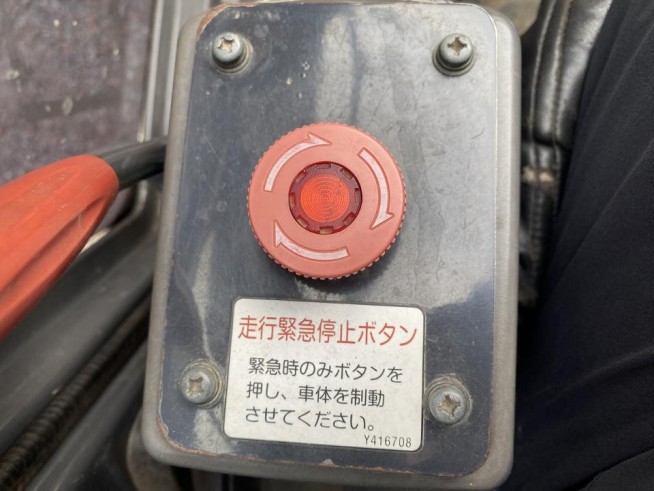 走行緊急停止ボタン
緊急時のみボタンを
押し、車体を制動
させてください。
Y416708